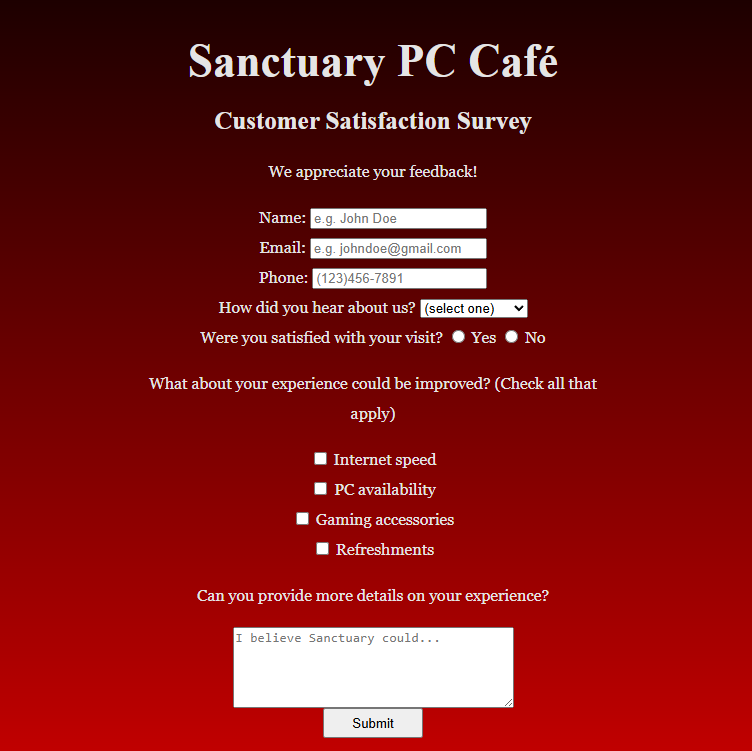 Sanctuary PC Café
Customer Satisfaction Survey
We appreciate your feedback!
Name: e.g. John Doe
Email: e.g. johndoe@gmail.com
Phone: (123)456-7891
How did you hear about us? (select one)
Were you satisfied with your visit? Yes No
What about your experience could be improved? (Check all that
apply)
Internet speed
PC availability
Gaming accessories
Refreshments
Can you provide more details on your experience?
I believe Sanctuary could...
Submit